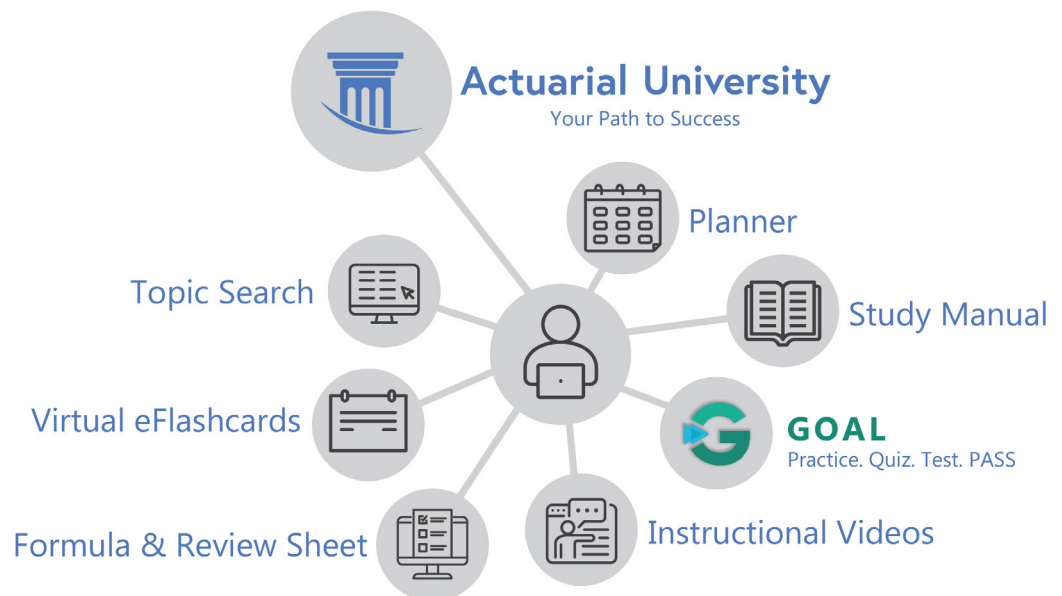 Actuarial University
Your Path to Success
Planner
Topic Search
Study Manual
Virtual eFlashcards
GOAL
Practice. Quiz. Test. PASS
Formula & Review Sheet
Instructional Videos